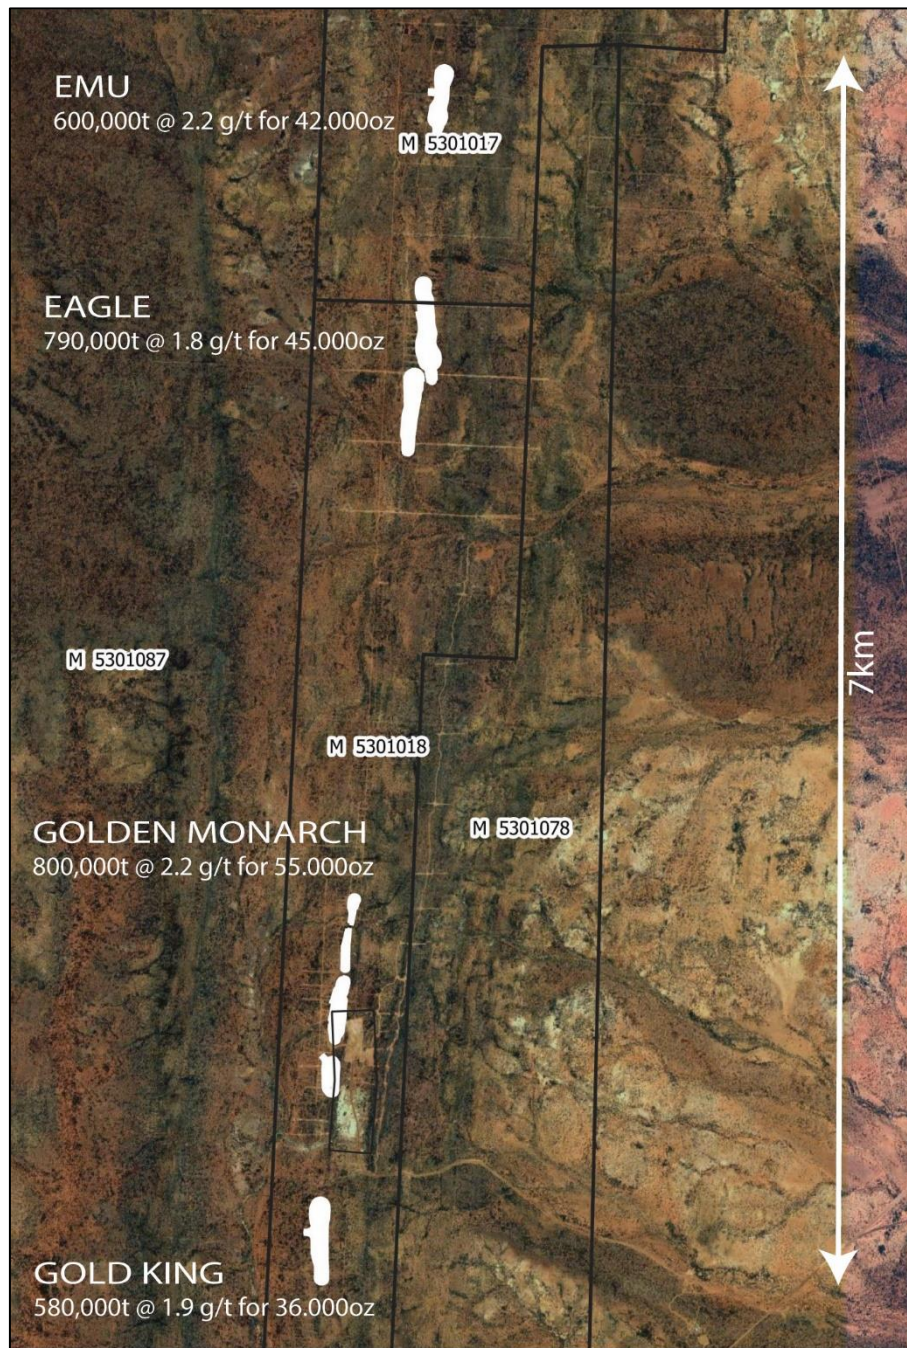 EMU
600,000t @ 2.2 g/t for 42.000oz
M 5301017
EAGLE
790,000t @ 1.8 g/t for 45.000oz
M 5301087
7km
M 5301018
M 5301078
GOLDEN MONARCH
800,000t @ 2.2 g/t for 55.000oz
GOLD KING
580,000t @ 1.9 g/t for 36.000oz